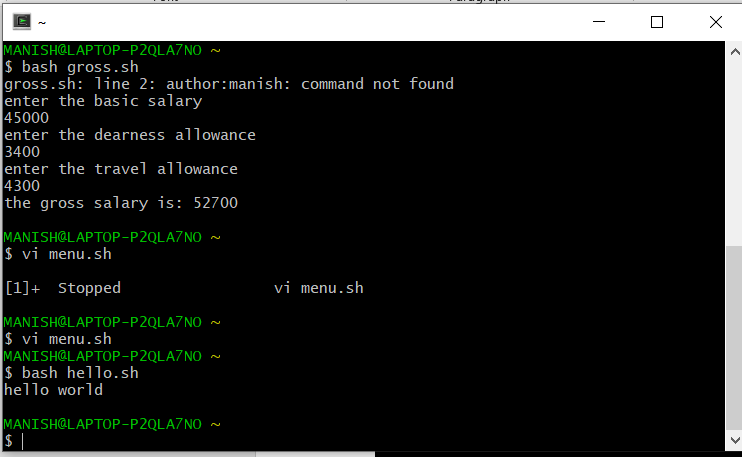 ~
MANISH@LAPTOP-P2QLA7NO ~
$ bash gross.sh
gross.sh: line 2: author:manish: command not found
enter the basic salary
45000
enter the dearness allowance
3400
enter the travel allowance
4300
the gross salary is: 52700
MANISH@LAPTOP-P2QLA7NO ~
$ vi menu.sh
[1]+  Stopped                 vi menu.sh
MANISH@LAPTOP-P2QLA7NO ~
$ vi menu.sh
MANISH@LAPTOP-P2QLA7NO ~
$ bash hello.sh
hello world
MANISH@LAPTOP-P2QLA7NO ~
$